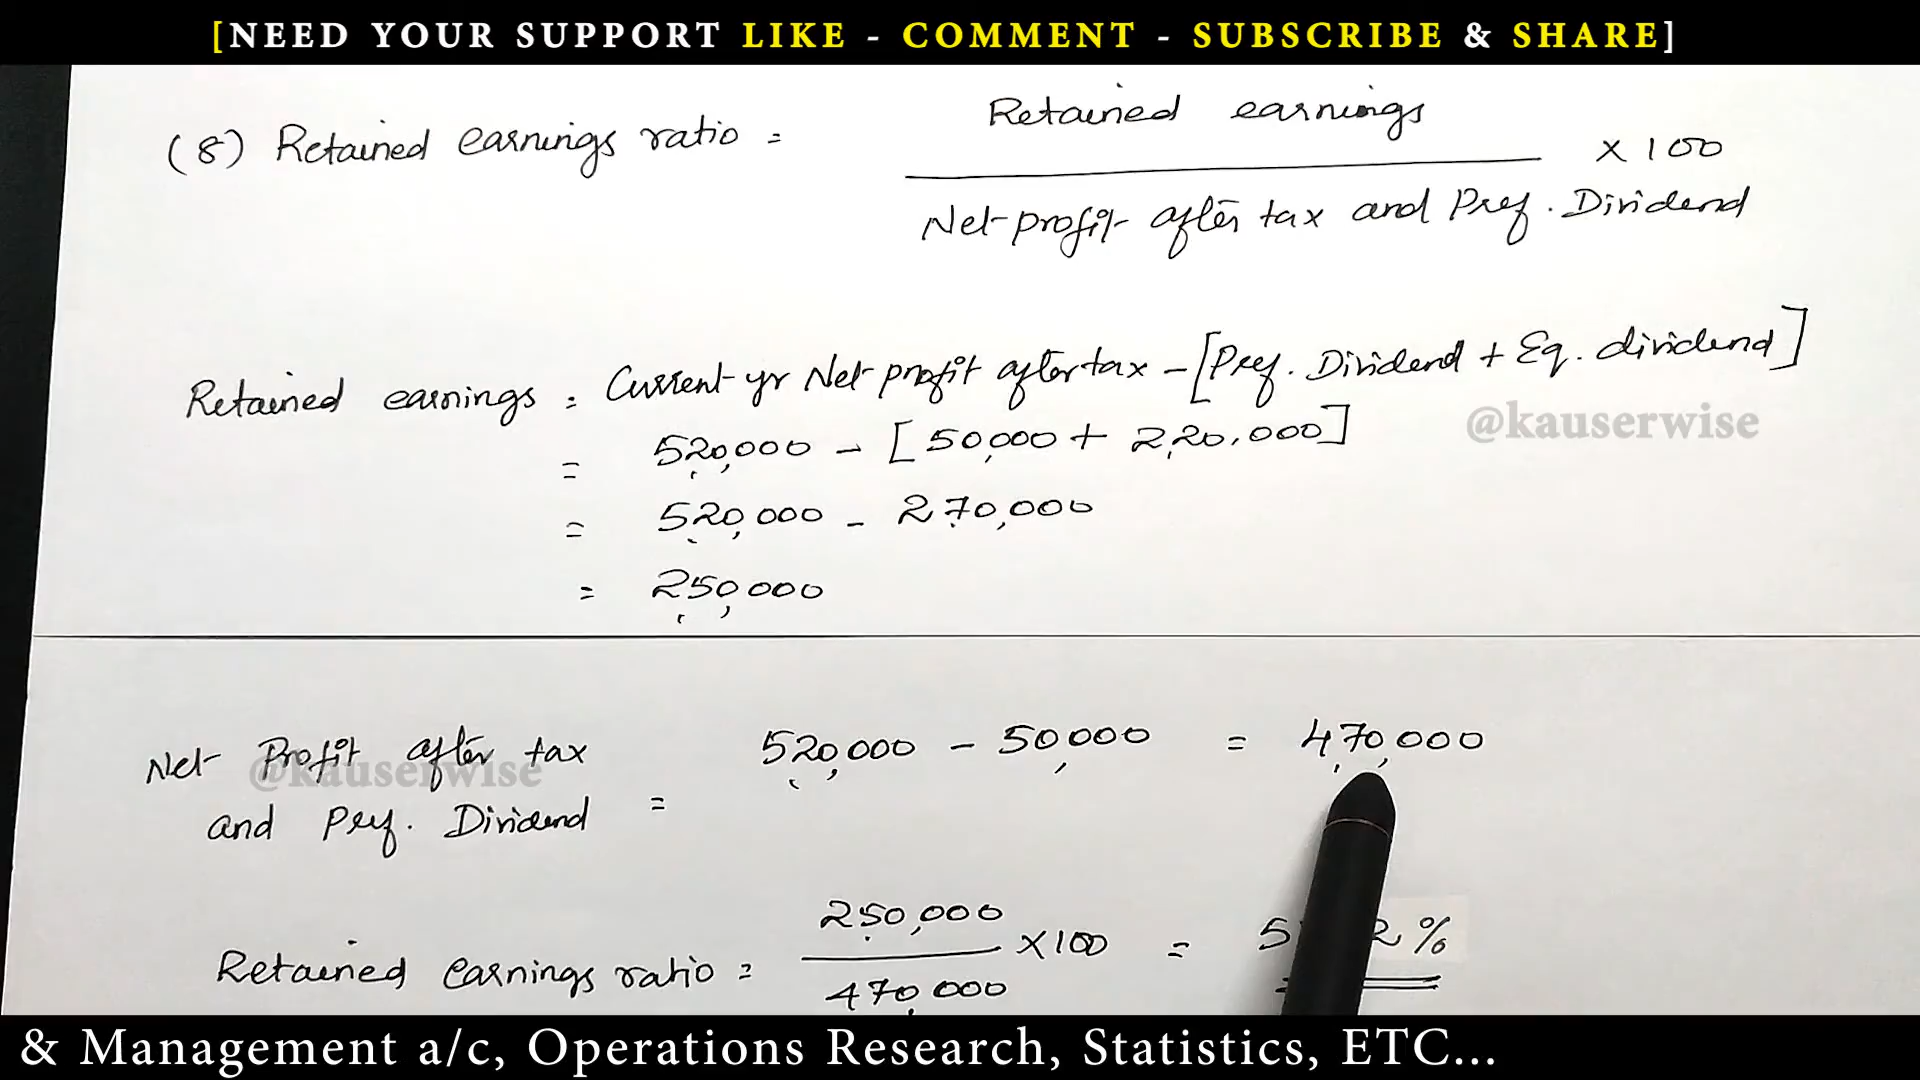 [NEED YOUR SUPPORT LIKE - COMMENT - SUBSCRIBE & SHARE]
(8) Retained earnings ratio =
Retained earnings
X 100
Net profit after tax and Pref. Dividend
Retained earnings = Current yr Net profit after tax - [Pref. Dividend + Eq. dividend]
@kauserwise
= 520,000 - [50,000 + 2,20,000]
= 520,000 - 270,000
= 250,000
Net Profit after tax
and Pref. Dividend = 520,000 - 50,000 = 470,000
@kauserwise
Retained earnings ratio = 250,000
470,000
X100 = %
& Management a/c, Operations Research, Statistics, ETC...